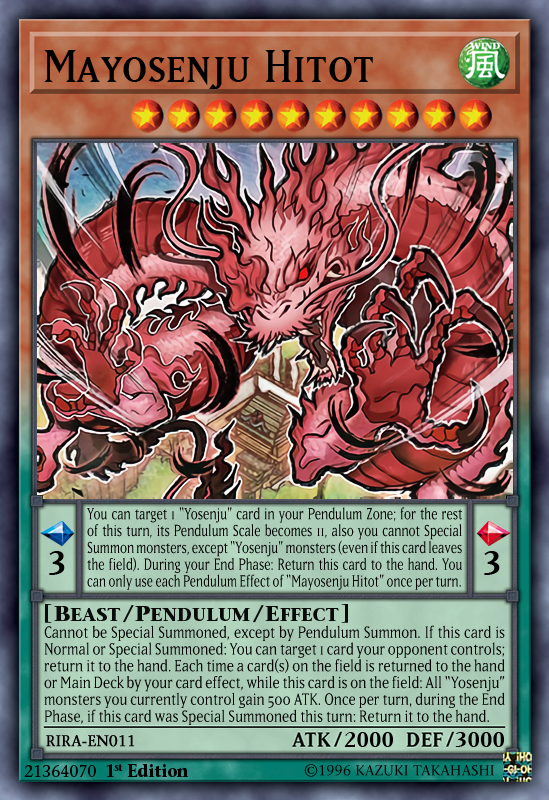 Mayosenju Hitot
WIND
風
You can target 1 "Yosenju" card in your Pendulum Zone; for the rest
of this turn, its Pendulum Scale becomes 11, also you cannot Special
Summon monsters, except "Yosenju" monsters (even if this card leaves
the field). During your End Phase: Return this card to the hand. You
can only use each Pendulum Effect of "Mayosenju Hitot" once per turn.
3
3
[Beast/Pendulum/Effect]
Cannot be Special Summoned, except by Pendulum Summon. If this card is
Normal or Special Summoned: You can target 1 card your opponent controls;
return it to the hand. Each time a card(s) on the field is returned to the hand
or Main Deck by your card effect, while this card is on the field: All "Yosenju"
monsters you currently control gain 500 ATK. Once per turn, during the End
Phase, if this card was Special Summoned this turn: Return it to the hand.
RIRA-EN011
ATK/2000 DEF/3000
21364070 1st Edition
©1996 KAZUKI TAKAHASHI